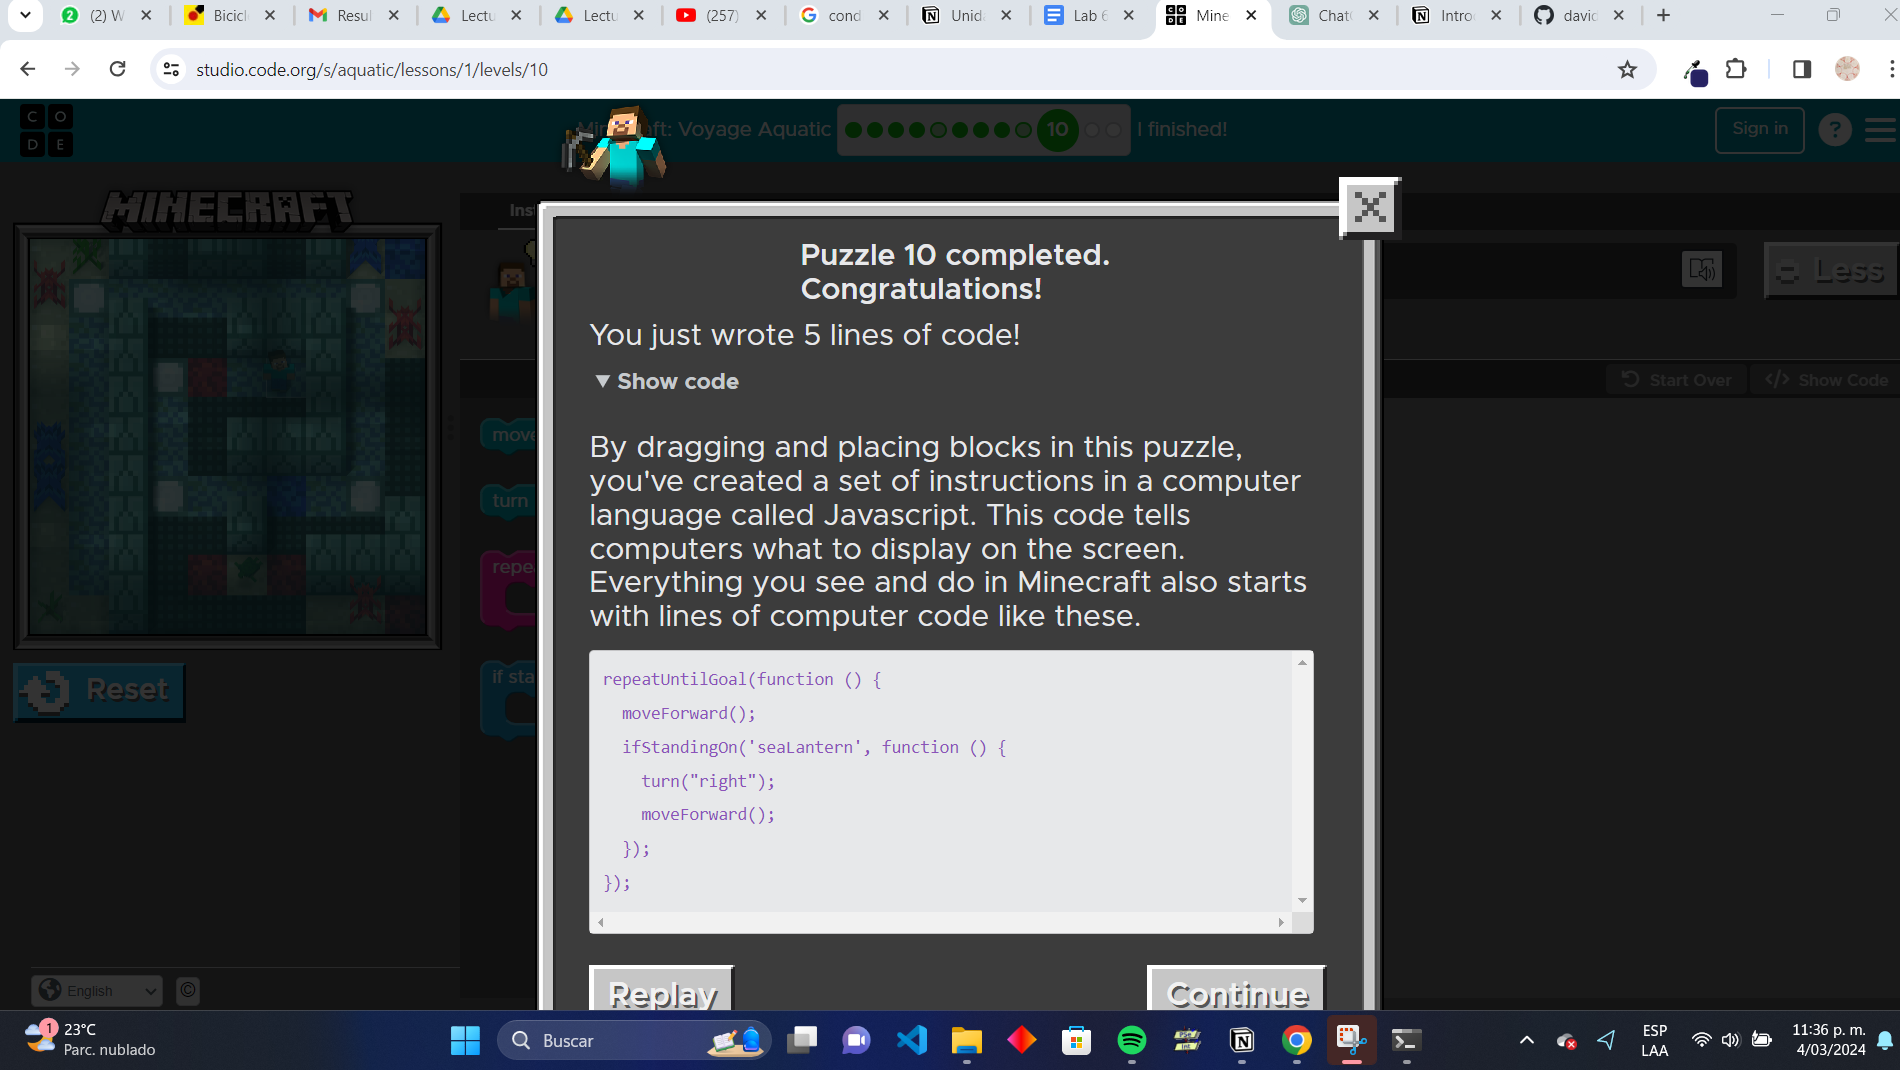 (2) W
Bicicl
Resul
Lectu
Lectu
(257)
cond
Unida
Lab 6
Mine
Chat
Intro
david
studio.code.org/s/aquatic/lessons/1/levels/10
C O
D E
Minecraft: Voyage Aquatic
10
I finished!
Sign in
?
MINECRAFT
Ins
Less
Puzzle 10 completed.
Congratulations!
You just wrote 5 lines of code!
Show code
Start Over
</> Show Code
move
turn
repe
if sta
By dragging and placing blocks in this puzzle,
you've created a set of instructions in a computer
language called Javascript. This code tells
computers what to display on the screen.
Everything you see and do in Minecraft also starts
with lines of computer code like these.
repeatUntilGoal(function () {
moveForward();
ifStandingOn('seaLantern', function () {
turn("right");
moveForward();
});
});
Reset
Replay
Continue
English
©
1
23°C
Parc. nublado
Buscar
ESP
LAA
11:36 p. m.
4/03/2024